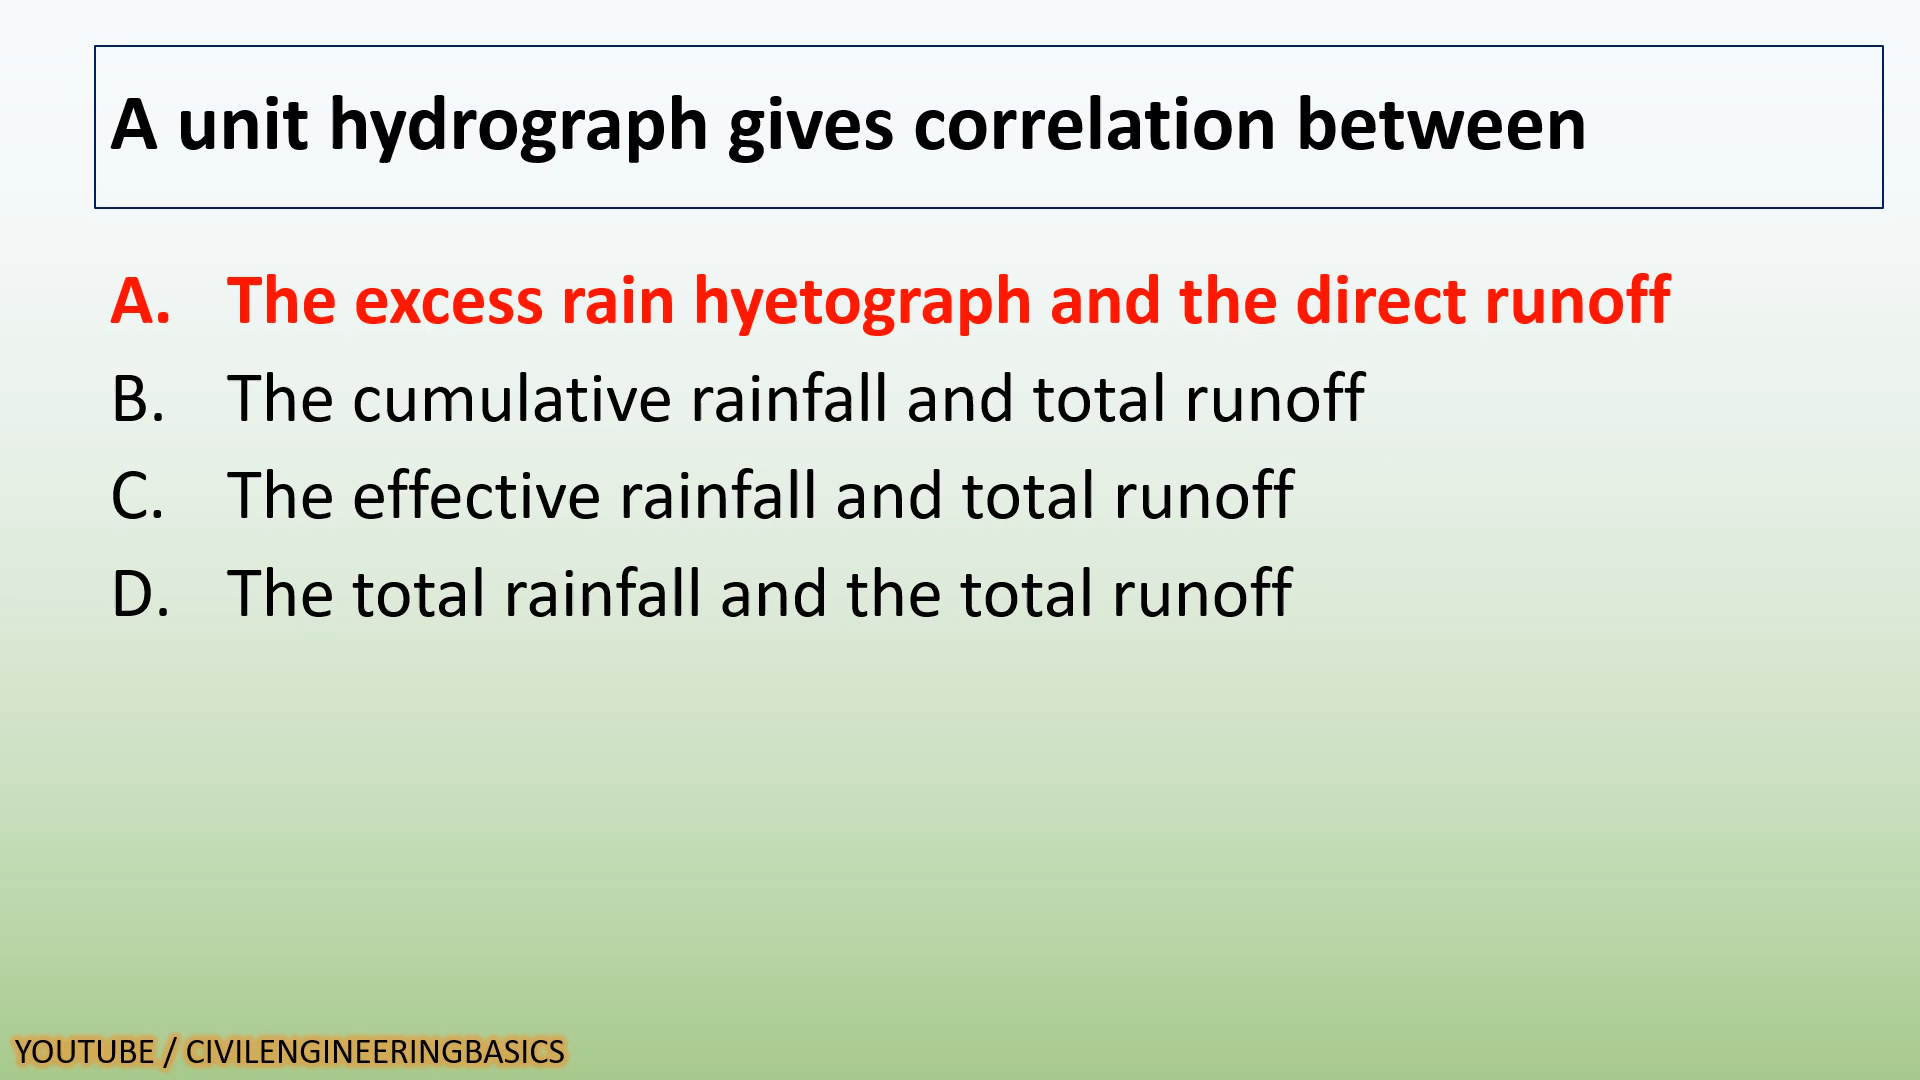 A unit hydrograph gives correlation between
A. The excess rain hyetograph and the direct runoff
B. The cumulative rainfall and total runoff
C. The effective rainfall and total runoff
D. The total rainfall and the total runoff
YOUTUBE / CIVILENGINEERINGBASICS